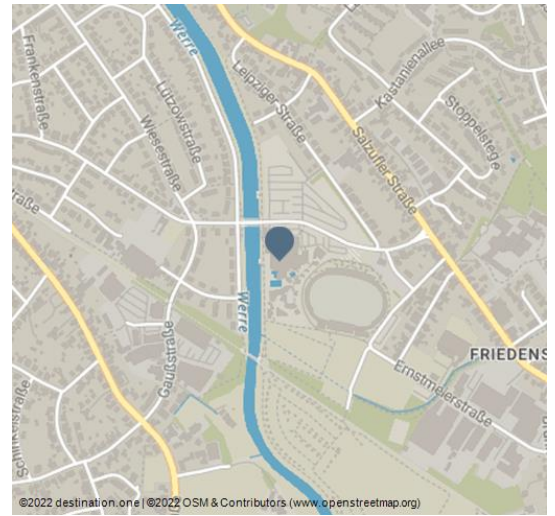 Werre
Frankenstraße
Lützowstraße
Wiesestraße
Leipziger Straße
Kastanienallee
Stoppelstege
Salzufler Straße
raße
Werre
Gaußstraße
FRIEDENS
Ernstmeierstraße
©2022 destination.one | ©2022 OSM & Contributors (www.openstreetmap.org)